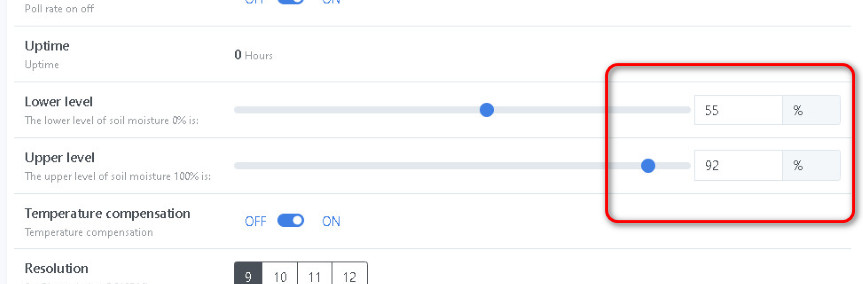 OFF ON
Poll rate on off
Uptime
Uptime
0 Hours
Lower level
The lower level of soil moisture 0% is:
55 %
Upper level
The upper level of soil moisture 100% is:
92 %
Temperature compensation
Temperature compensation
OFF ON
Resolution
9 10 11 12